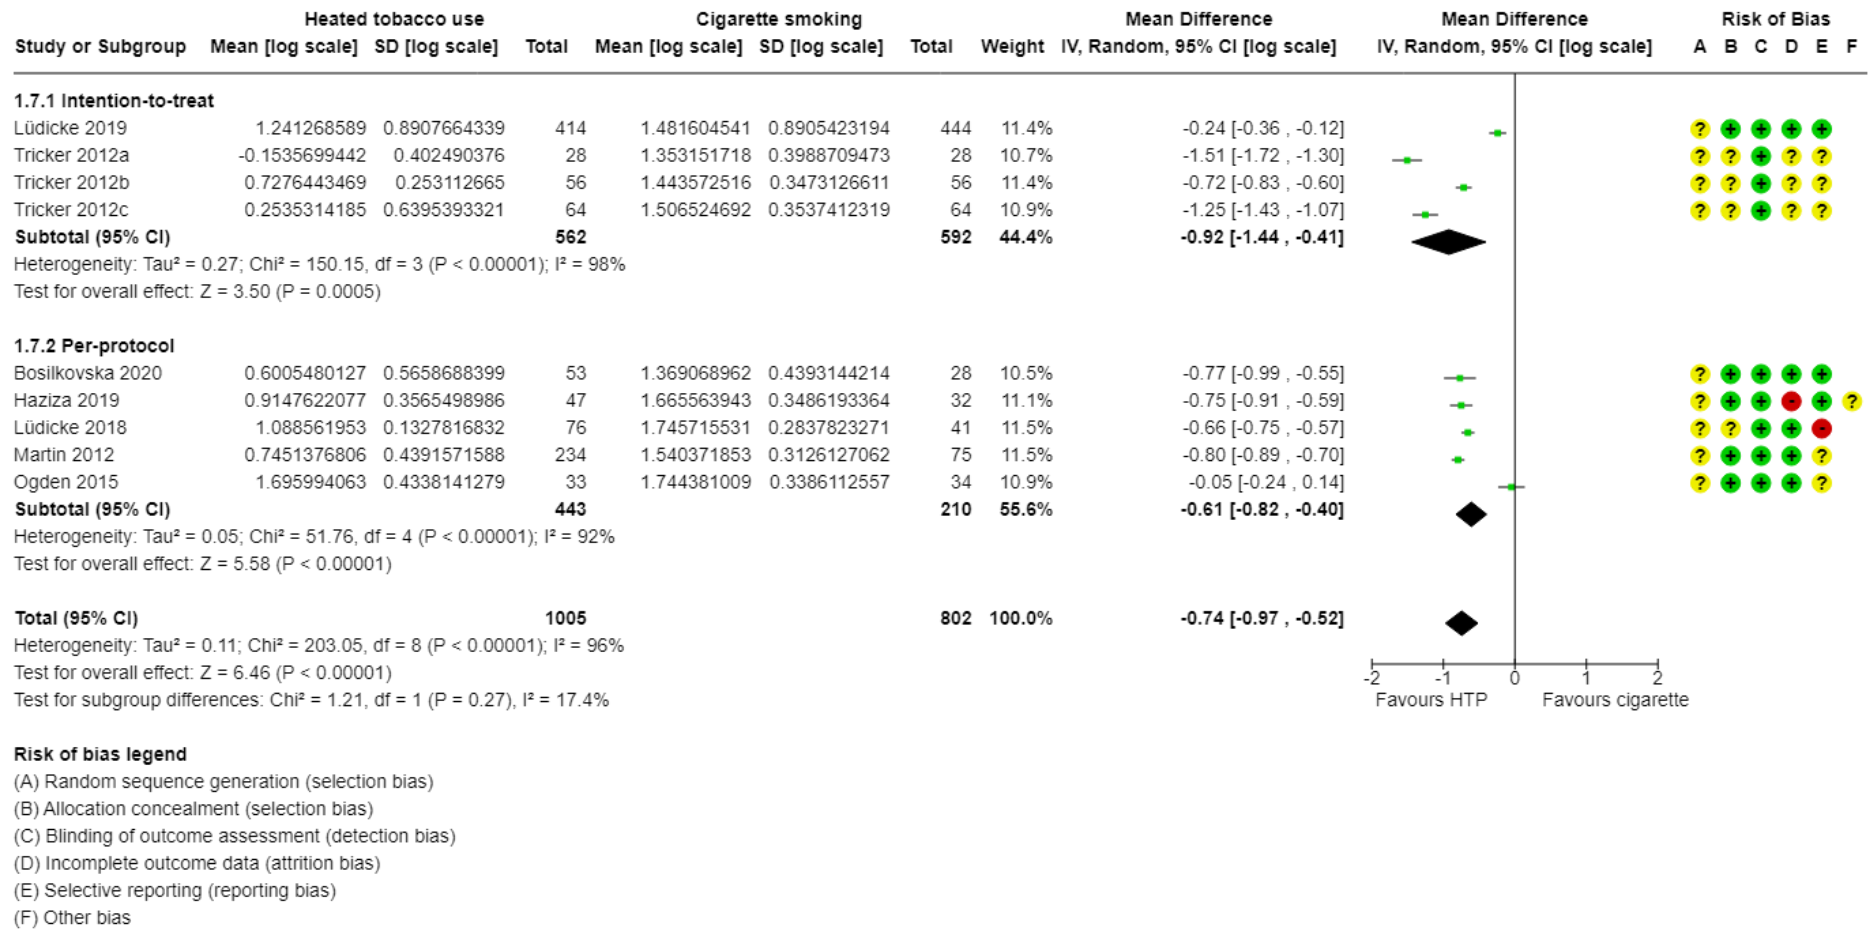 Heated tobacco use Cigarette smoking Mean Difference Mean Difference Risk of Bias
Study or Subgroup Mean [log scale] SD [log scale] Total Mean [log scale] SD [log scale] Total Weight IV, Random, 95% CI [log scale] IV, Random, 95% CI [log scale] A B C D E F
1.7.1 Intention-to-treat
Lüdicke 2019 1.241268589 0.8907664339 414 1.481604541 0.8905423194 444 11.4% -0.24 [-0.36 , -0.12] ? + + + +
Tricker 2012a -0.1535699442 0.402490376 28 1.353151718 0.3988709473 28 10.7% -1.51 [-1.72 , -1.30] ? ? + ? ?
Tricker 2012b 0.7276443469 0.253112665 56 1.443572516 0.3473126611 56 11.4% -0.72 [-0.83 , -0.60] ? ? + ? ?
Tricker 2012c 0.2535314185 0.6395393321 64 1.506524692 0.3537412319 64 10.9% -1.25 [-1.43 , -1.07] ? ? + ? ?
Subtotal (95% CI) 562 592 44.4% -0.92 [-1.44 , -0.41]
Heterogeneity: Tau² = 0.27; Chi² = 150.15, df = 3 (P < 0.00001); I² = 98%
Test for overall effect: Z = 3.50 (P = 0.0005)
1.7.2 Per-protocol
Bosilkovska 2020 0.6005480127 0.5658688399 53 1.369068962 0.4393144214 28 10.5% -0.77 [-0.99 , -0.55] ? + + + +
Haziza 2019 0.9147622077 0.3565498986 47 1.665563943 0.3486193364 32 11.1% -0.75 [-0.91 , -0.59] ? + + - + ?
Lüdicke 2018 1.088561953 0.1327816832 76 1.745715531 0.2837823271 41 11.5% -0.66 [-0.75 , -0.57] ? ? + + -
Martin 2012 0.7451376806 0.4391571588 234 1.540371853 0.3126127062 75 11.5% -0.80 [-0.89 , -0.70] ? + + + ?
Ogden 2015 1.695994063 0.4338141279 33 1.744381009 0.3386112557 34 10.9% -0.05 [-0.24 , 0.14] ? + + + ?
Subtotal (95% CI) 443 210 55.6% -0.61 [-0.82 , -0.40]
Heterogeneity: Tau² = 0.05; Chi² = 51.76, df = 4 (P < 0.00001); I² = 92%
Test for overall effect: Z = 5.58 (P < 0.00001)
Total (95% CI) 1005 802 100.0% -0.74 [-0.97 , -0.52]
Heterogeneity: Tau² = 0.11; Chi² = 203.05, df = 8 (P < 0.00001); I² = 96%
Test for overall effect: Z = 6.46 (P < 0.00001) -2 -1 0 1 2
Test for subgroup differences: Chi² = 1.21, df = 1 (P = 0.27), I² = 17.4% Favours HTP Favours cigarette
Risk of bias legend
(A) Random sequence generation (selection bias)
(B) Allocation concealment (selection bias)
(C) Blinding of outcome assessment (detection bias)
(D) Incomplete outcome data (attrition bias)
(E) Selective reporting (reporting bias)
(F) Other bias